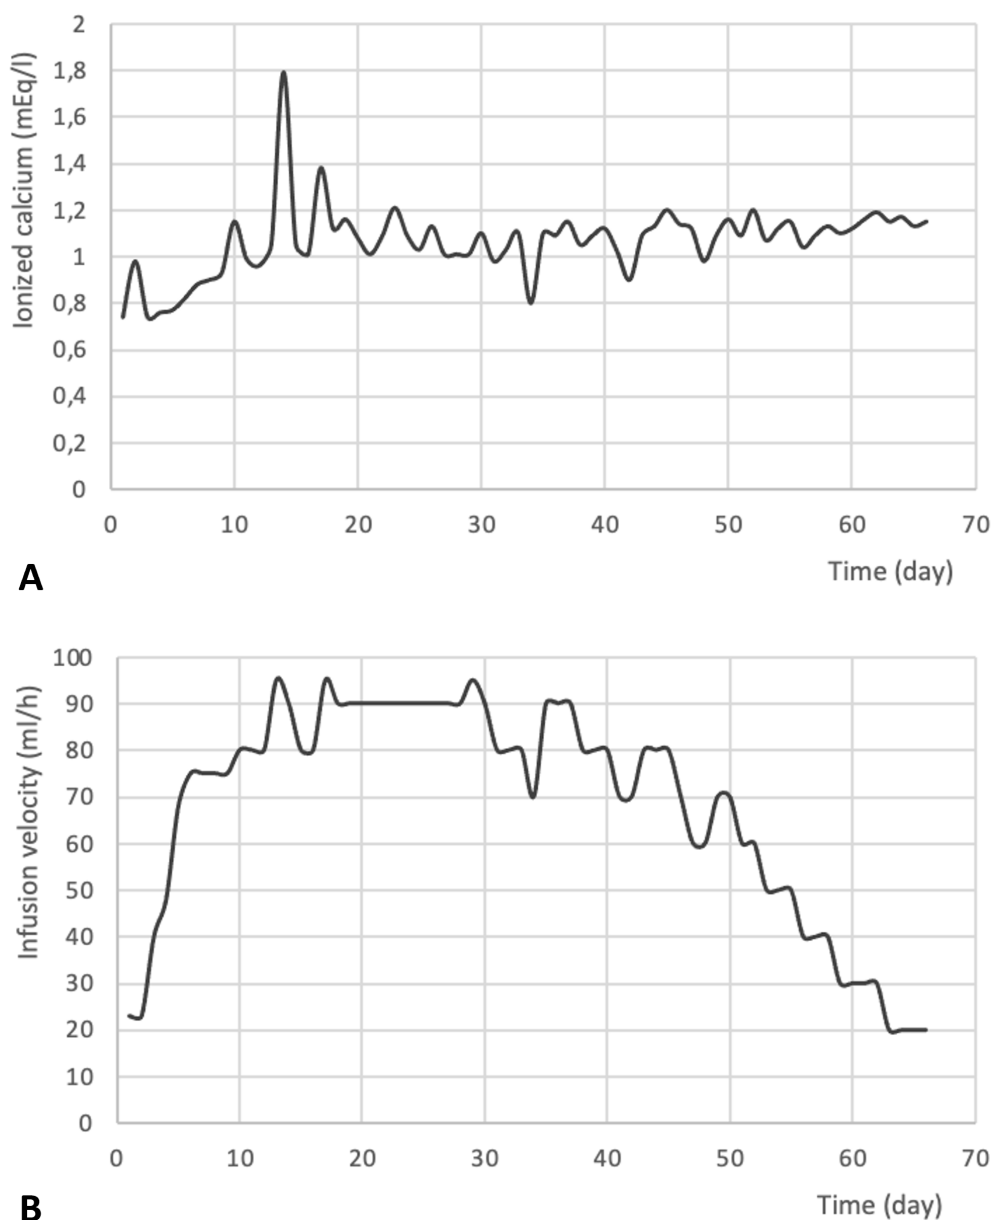 Ionized calcium (mEq/l)
2
1,8
1,6
1,4
1,2
1
0,8
0,6
0,4
0,2
0
0 10 20 30 40 50 60 70
Time (day)
A
Infusion velocity (ml/h)
100
90
80
70
60
50
40
30
20
10
0
0 10 20 30 40 50 60 70
Time (day)
B